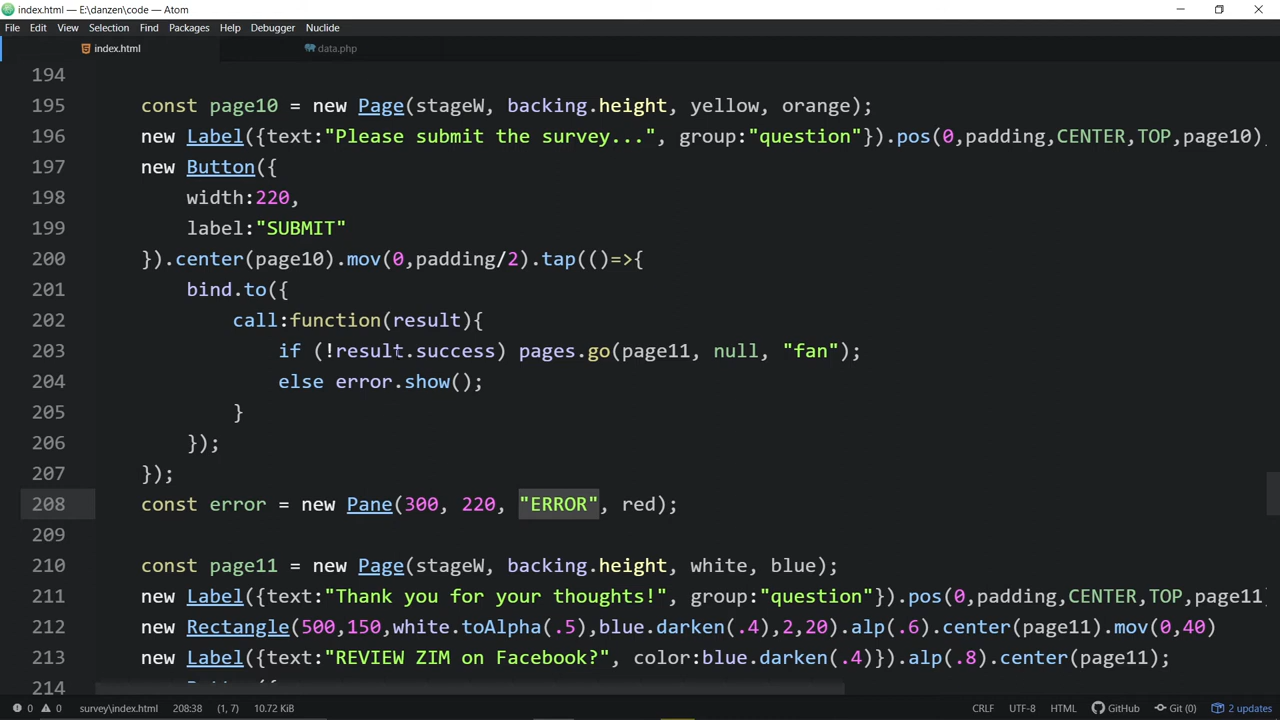 index.html — E:\danzen\code — Atom
File Edit View Selection Find Packages Help Debugger Nuclide
index.html data.php
194
195 const page10 = new Page(stageW, backing.height, yellow, orange);
196 new Label({text:"Please submit the survey...", group:"question"}).pos(0,padding,CENTER,TOP,page10)
197 new Button({
198 width:220,
199 label:"SUBMIT"
200 }).center(page10).mov(0,padding/2).tap(()=>{
201 bind.to({
202 call:function(result){
203 if (!result.success) pages.go(page11, null, "fan");
204 else error.show();
205 }
206 });
207 });
208 const error = new Pane(300, 220, "ERROR", red);
209
210 const page11 = new Page(stageW, backing.height, white, blue);
211 new Label({text:"Thank you for your thoughts!", group:"question"}).pos(0,padding,CENTER,TOP,page11
212 new Rectangle(500,150,white.toAlpha(.5),blue.darken(.4),2,20).alp(.6).center(page11).mov(0,40)
213 new Label({text:"REVIEW ZIM on Facebook?", color:blue.darken(.4)}).alp(.8).center(page11);
214
0 0 survey\index.html 208:38 (1, 7) 10.72 KiB CRLF UTF-8 HTML GitHub Git (0) 2 updates